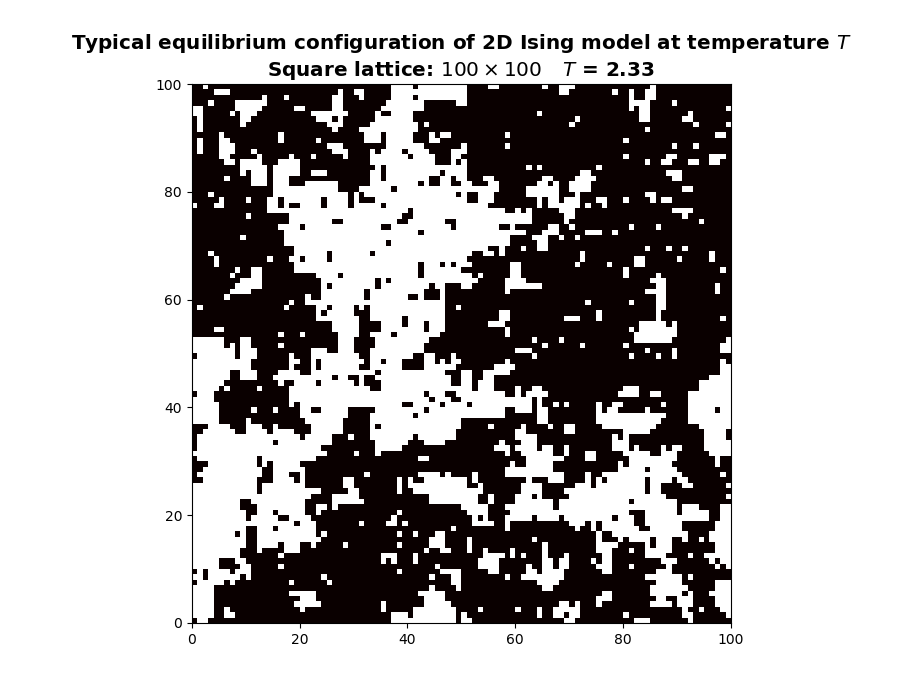 Typical equilibrium configuration of 2D Ising model at temperature T
Square lattice: 100 × 100 T = 2.33
100
80
60
40
20
0
0 20 40 60 80 100